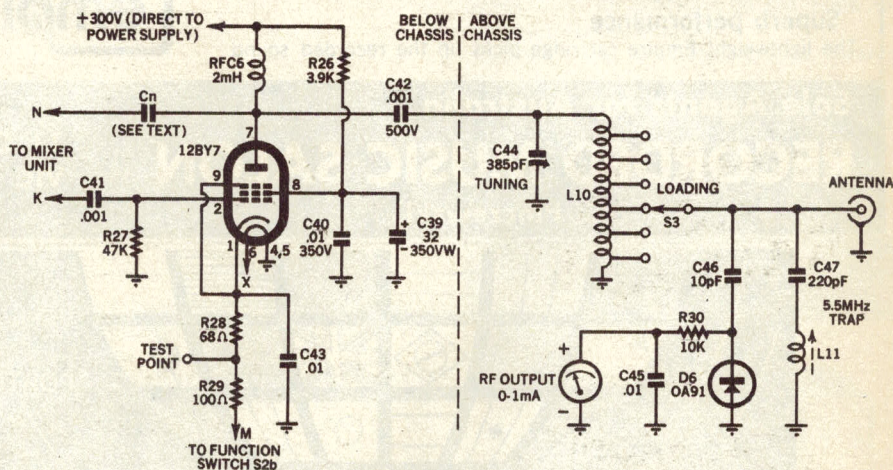 +300V (DIRECT TO
POWER SUPPLY)
BELOW
CHASSIS
ABOVE
CHASSIS
RFC6
2mH
R26
3.9K
Cn
(SEE TEXT)
N
C42
.001
500V
7
12BY7
TO MIXER
UNIT
C41
.001
K
9
2
8
1
6
4,5
X
R27
47K
C40
.01
350V
+
C39
32
-350VW
R28
68Ω
TEST
POINT
R29
100Ω
C43
.01
M
TO FUNCTION
SWITCH S2b
C44
385pF
TUNING
L10
LOADING
S3
ANTENNA
C46
10pF
C47
220pF
5.5MHz
TRAP
L11
R30
10K
+
-
RF OUTPUT
0-1mA
C45
.01
D6
OA91